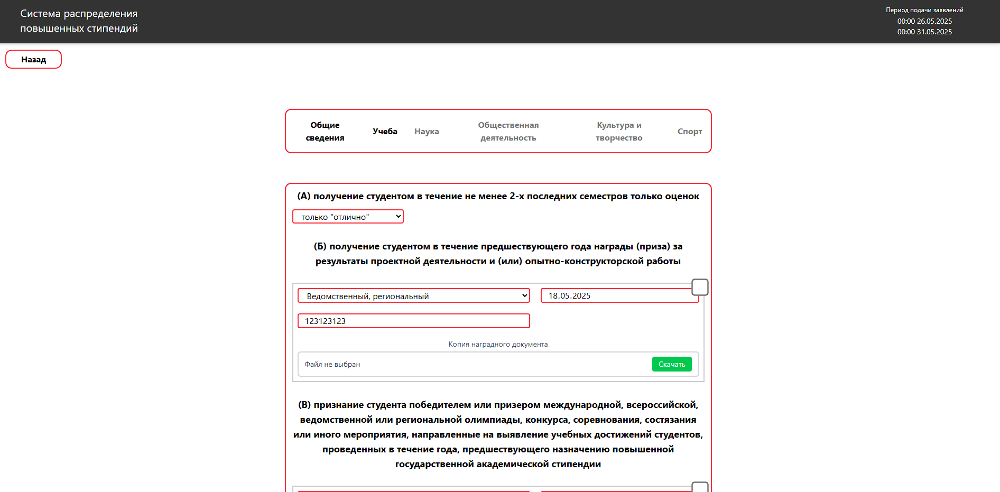 Система распределения
повышенных стипендий
Период подачи заявлений
00:00 26.05.2025
00:00 31.05.2025
Назад
Общие
сведения
Учеба
Наука
Общественная
деятельность
Культура и
творчество
Спорт
(А) получение студентом в течение не менее 2-х последних семестров только оценок
только "отлично"
(Б) получение студентом в течение предшествующего года награды (приза) за
результаты проектной деятельности и (или) опытно-конструкторской работы
Ведомственный, региональный
18.05.2025
123123123
Копия наградного документа
Файл не выбран
Скачать
(В) признание студента победителем или призером международной, всероссийской,
ведомственной или региональной олимпиады, конкурса, соревнования, состязания
или иного мероприятия, направленные на выявление учебных достижений студентов,
проведенных в течение года, предшествующего назначению повышенной
государственной академической стипендии